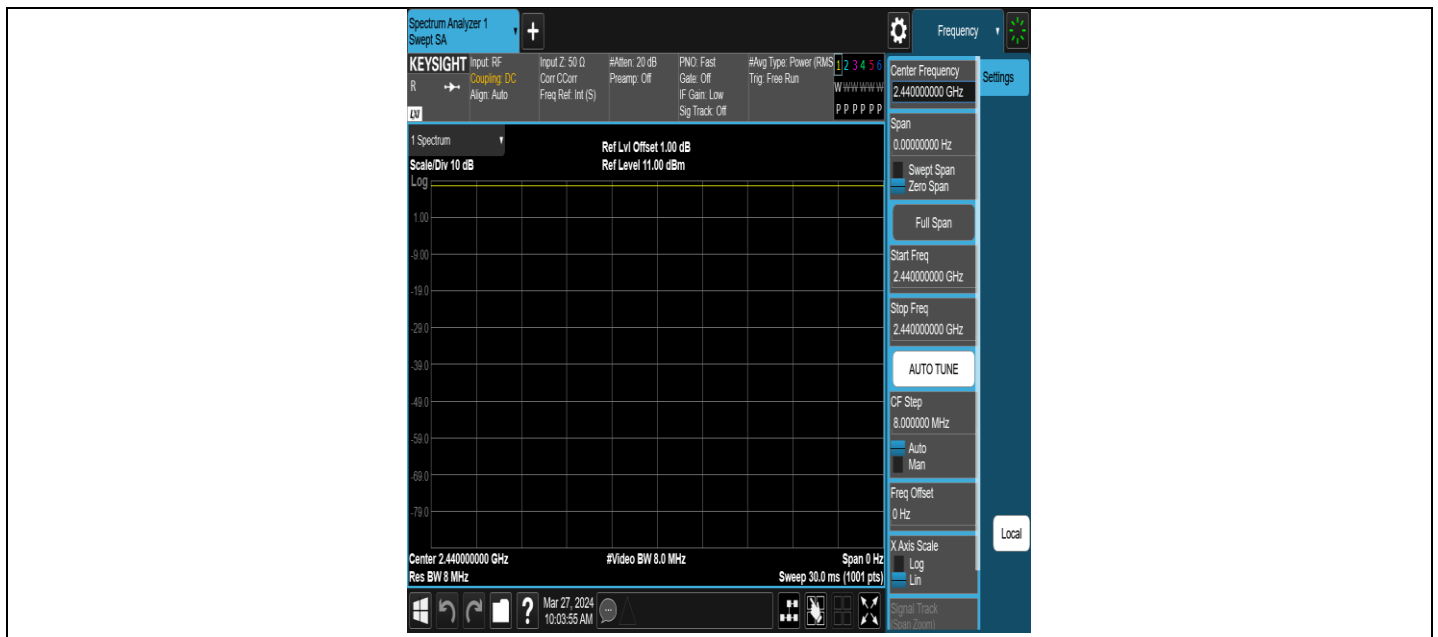 Spectrum Analyzer 1
Swept SA
+
Frequency
KEYSIGHT
R
LXI
Input: RF
Coupling: DC
Align: Auto
Input Z: 50 Ω
Corr CCorr
Freq Ref: Int (S)
#Atten: 20 dB
Preamp: Off
PNO: Fast
Gate: Off
IF Gain: Low
Sig Track: Off
#Avg Type: Power (RMS
Trig: Free Run
1 2 3 4 5 6
W W W W W W
P P P P P P
1 Spectrum
Scale/Div 10 dB
Ref Lvl Offset 1.00 dB
Ref Level 11.00 dBm
Log
1.00
-9.00
-19.0
-29.0
-39.0
-49.0
-59.0
-69.0
-79.0
Center 2.440000000 GHz
Res BW 8 MHz
#Video BW 8.0 MHz
Span 0 Hz
Sweep 30.0 ms (1001 pts)
Center Frequency
2.440000000 GHz
Settings
Span
0.00000000 Hz
Swept Span
Zero Span
Full Span
Start Freq
2.440000000 GHz
Stop Freq
2.440000000 GHz
AUTO TUNE
CF Step
8.000000 MHz
Auto
Man
Freq Offset
0 Hz
X Axis Scale
Log
Lin
Signal Track
(Span Zoom)
Local
?
Mar 27, 2024
10:03:55 AM